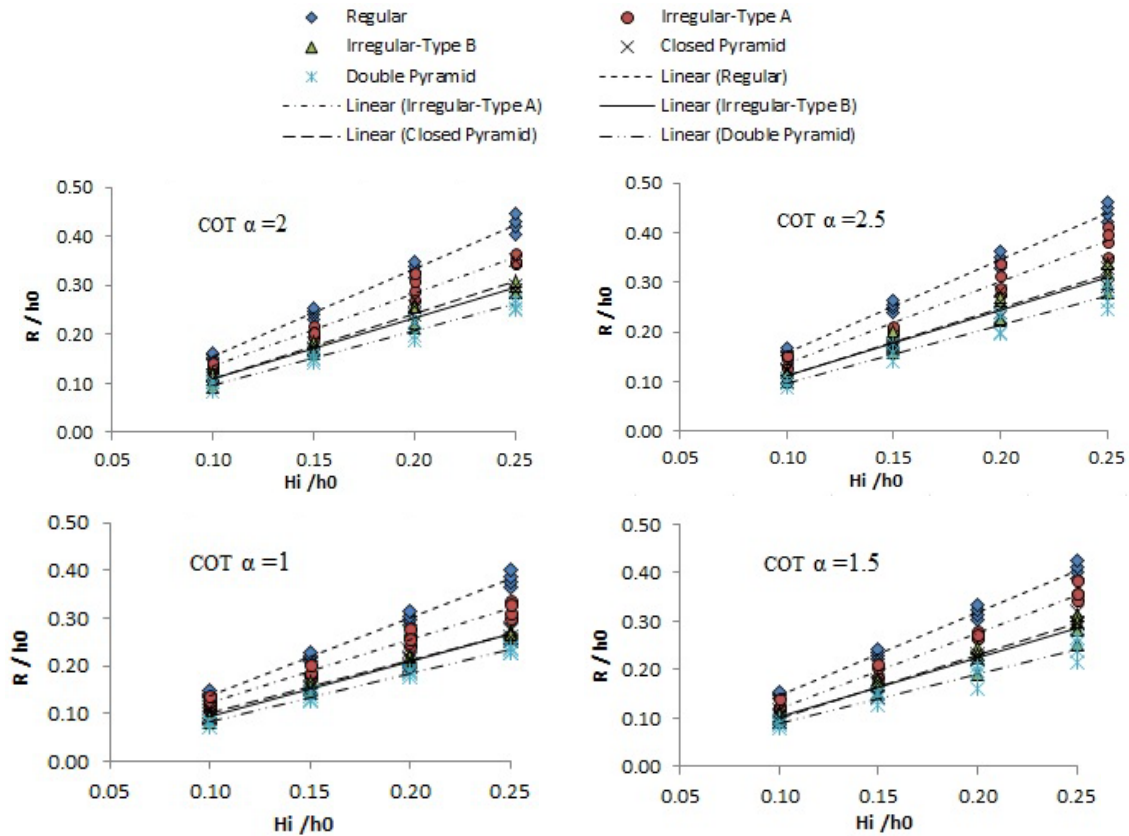 Regular
Irregular-Type A
Irregular-Type B
Closed Pyramid
Double Pyramid
Linear (Regular)
Linear (Irregular-Type A)
Linear (Irregular-Type B)
Linear (Closed Pyramid)
Linear (Double Pyramid)
R / h0
0.50
0.40
0.30
0.20
0.10
0.00
COT α =2
0.05 0.10 0.15 0.20 0.25
Hi /h0
R / h0
0.50
0.40
0.30
0.20
0.10
0.00
COT α =2.5
0.05 0.10 0.15 0.20 0.25
Hi /h0
R / h0
0.50
0.40
0.30
0.20
0.10
0.00
COT α =1
0.05 0.10 0.15 0.20 0.25
Hi /h0
R / h0
0.50
0.40
0.30
0.20
0.10
0.00
COT α =1.5
0.05 0.10 0.15 0.20 0.25
Hi /h0